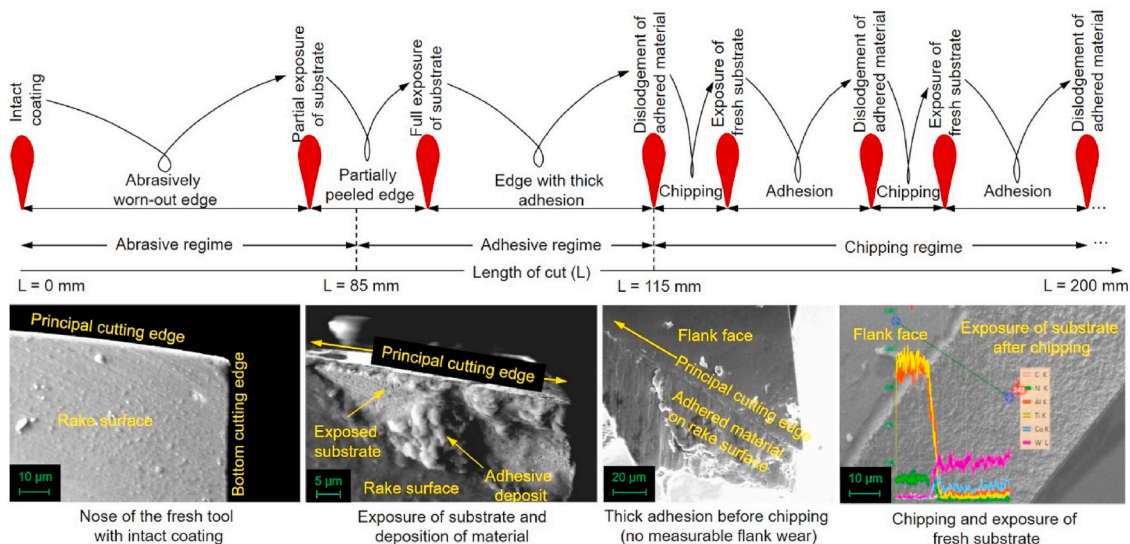 Intact
coating
Partial exposure
of substrate
Full exposure
of substrate
Dislodgement of
adhered material
Exposure of
fresh substrate
Dislodgement of
adhered material
Exposure of
fresh substrate
Dislodgement of
adhered material
Abrasively
worn-out edge
Partially
peeled edge
Edge with thick
adhesion
Chipping
Adhesion
Chipping
Adhesion
...
Abrasive regime
Adhesive regime
Chipping regime
...
Length of cut (L)
L = 0 mm
L = 85 mm
L = 115 mm
L = 200 mm
Principal cutting edge
Bottom cutting edge
Rake surface
10 μm
Principal cutting edge
Exposed
substrate
Adhesive
deposit
Rake surface
5 μm
Flank face
Principal cutting edge
Adhered material
on rake surface
20 μm
Flank face
Exposure of substrate
after chipping
C K
N K
Al K
Ti K
Co K
W L
10 μm
Nose of the fresh tool
with intact coating
Exposure of substrate and
deposition of material
Thick adhesion before chipping
(no measurable flank wear)
Chipping and exposure of
fresh substrate